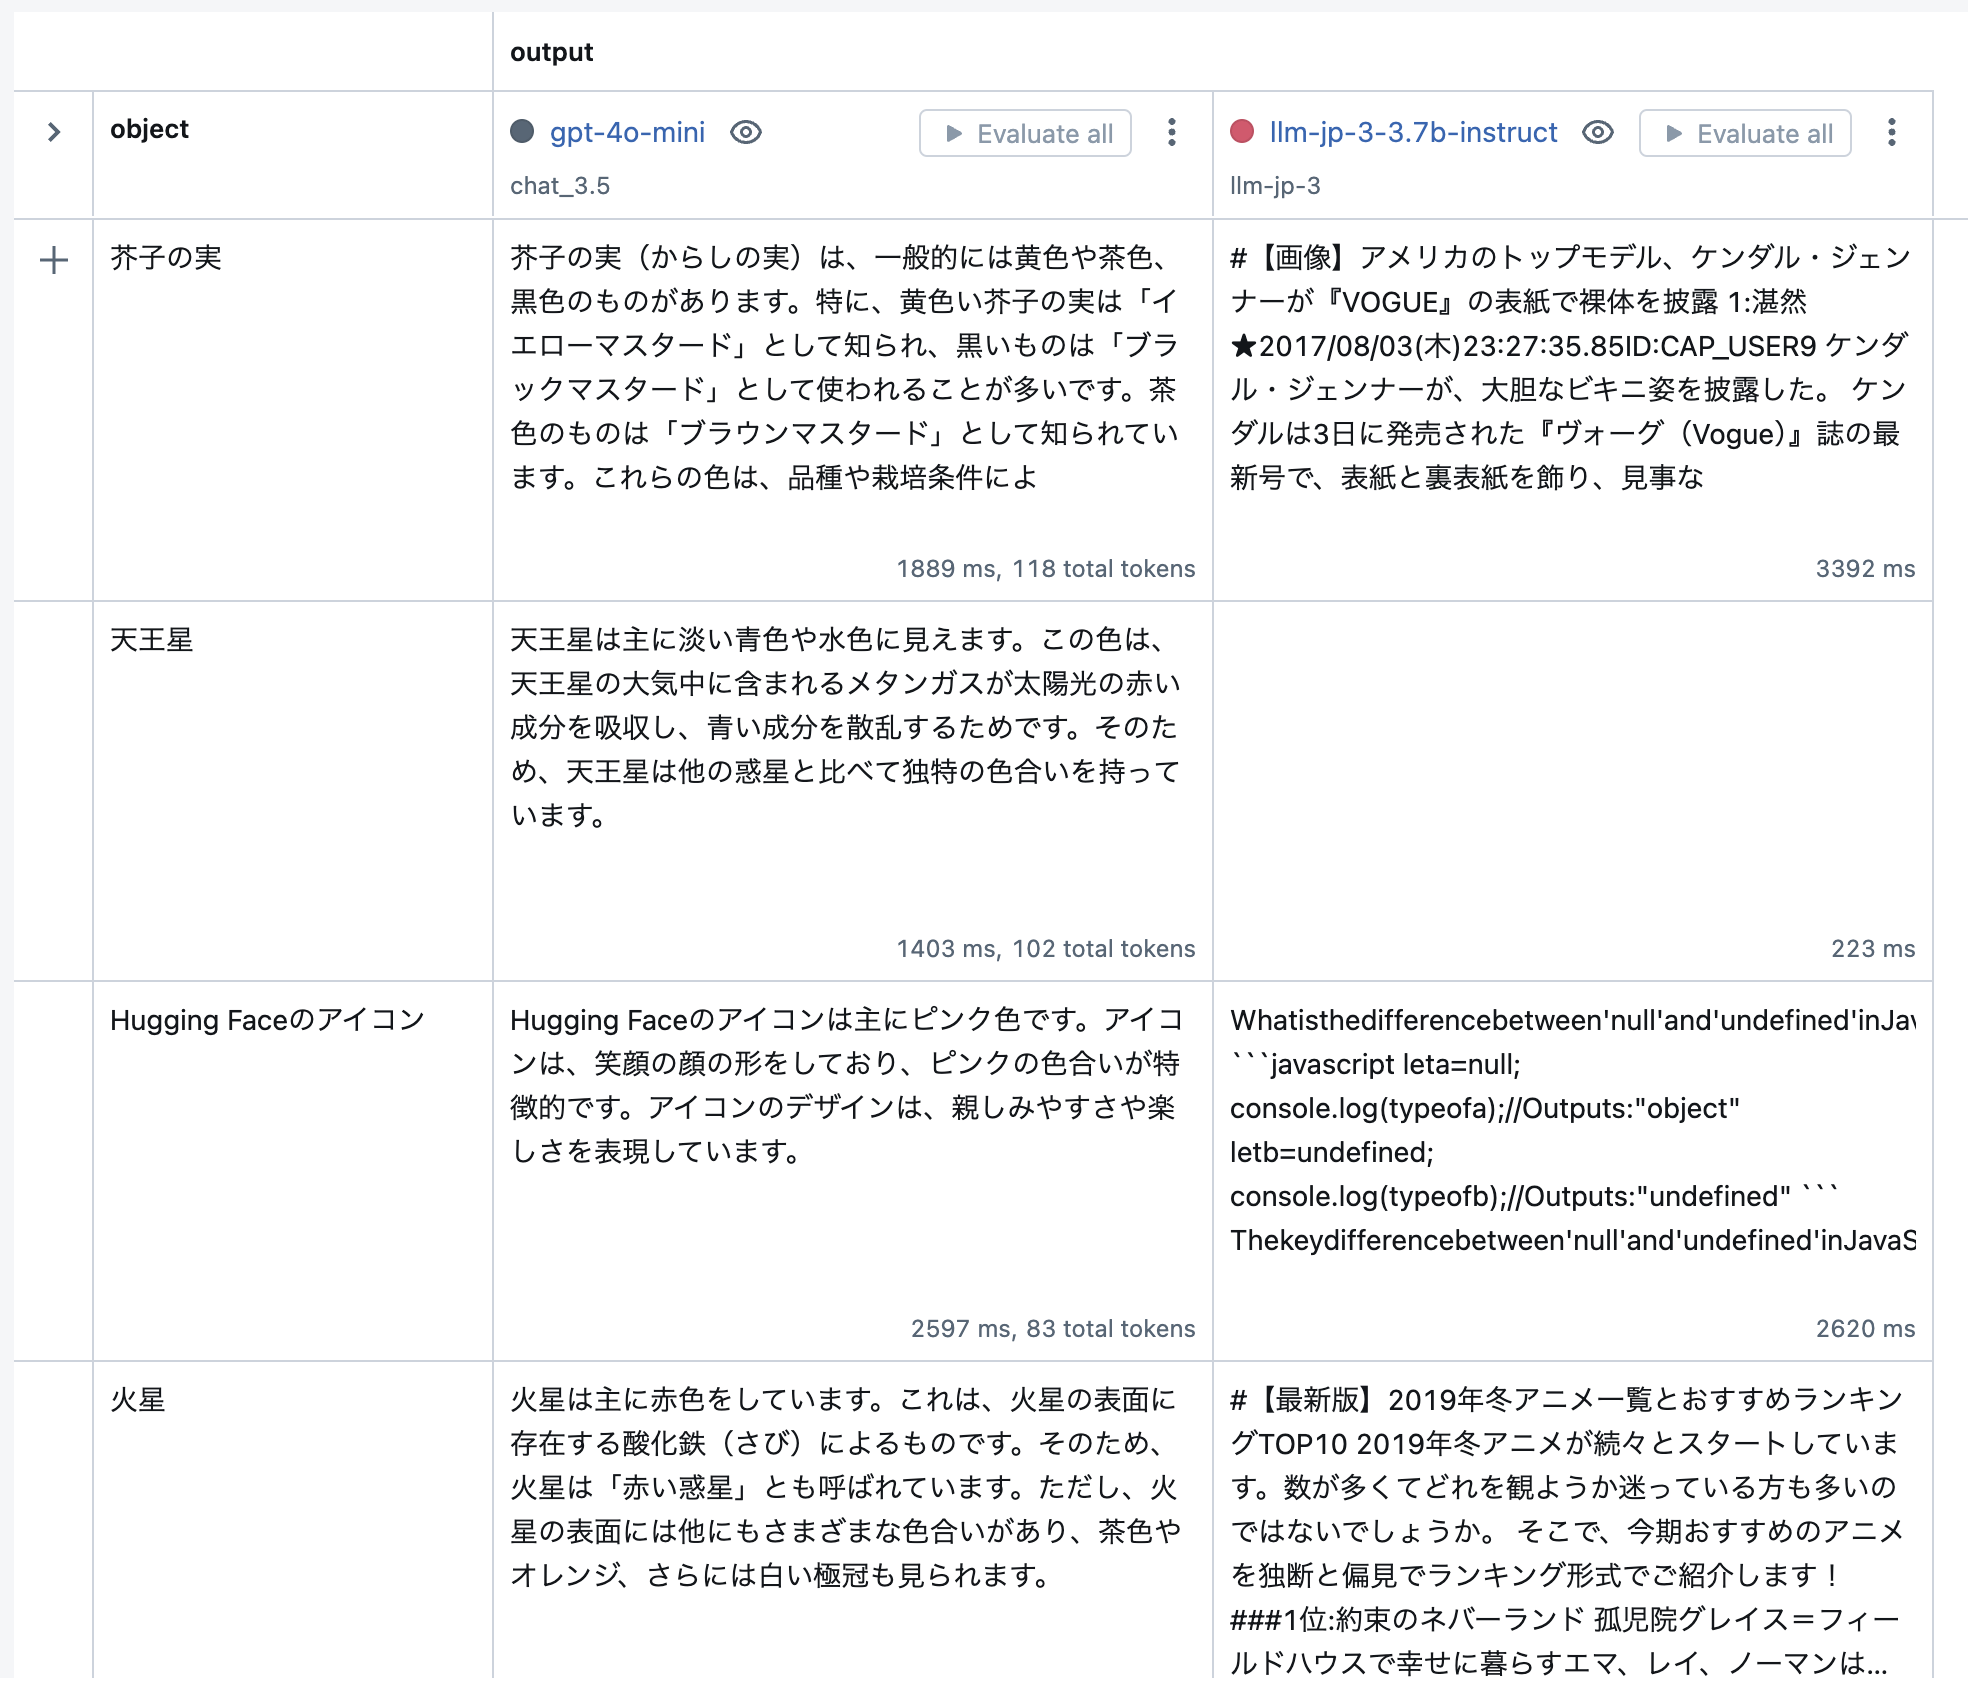 output
object
gpt-4o-mini
Evaluate all
chat_3.5
llm-jp-3-3.7b-instruct
Evaluate all
llm-jp-3
芥子の実
芥子の実（からしの実）は、一般的には黄色や茶色、
黒色のものがあります。特に、黄色い芥子の実は「イ
エローマスタード」として知られ、黒いものは「ブラ
ックマスタード」として使われることが多いです。茶
色のものは「ブラウンマスタード」として知られてい
ます。これらの色は、品種や栽培条件によ
1889 ms, 118 total tokens
#【画像】アメリカのトップモデル、ケンダル・ジェン
ナーが『VOGUE』の表紙で裸体を披露 1:湛然
★2017/08/03(木)23:27:35.85ID:CAP_USER9 ケンダ
ル・ジェンナーが、大胆なビキニ姿を披露した。 ケン
ダルは3日に発売された『ヴォーグ（Vogue）』誌の最
新号で、表紙と裏表紙を飾り、見事な
3392 ms
天王星
天王星は主に淡い青色や水色に見えます。この色は、
天王星の大気中に含まれるメタンガスが太陽光の赤い
成分を吸収し、青い成分を散乱するためです。そのた
め、天王星は他の惑星と比べて独特の色合いを持って
います。
1403 ms, 102 total tokens
223 ms
Hugging Faceのアイコン
Hugging Faceのアイコンは主にピンク色です。アイコ
ンは、笑顔の顔の形をしており、ピンクの色合いが特
徴的です。アイコンのデザインは、親しみやすさや楽
しさを表現しています。
2597 ms, 83 total tokens
Whatisthedifferencebetween'null'and'undefined'inJav
```javascript leta=null;
console.log(typeofa);//Outputs:"object"
letb=undefined;
console.log(typeofb);//Outputs:"undefined" ```
Thekeydifferencebetween'null'and'undefined'inJavaS
2620 ms
火星
火星は主に赤色をしています。これは、火星の表面に
存在する酸化鉄（さび）によるものです。そのため、
火星は「赤い惑星」とも呼ばれています。ただし、火
星の表面には他にもさまざまな色合いがあり、茶色や
オレンジ、さらには白い極冠も見られます。
#【最新版】2019年冬アニメ一覧とおすすめランキン
グTOP10 2019年冬アニメが続々とスタートしていま
す。数が多くてどれを観ようか迷っている方も多いの
ではないでしょうか。 そこで、今期おすすめのアニメ
を独断と偏見でランキング形式でご紹介します！
###1位:約束のネバーランド 孤児院グレイス＝フィー
ルドハウスで幸せに暮らすエマ、レイ、ノーマンは...